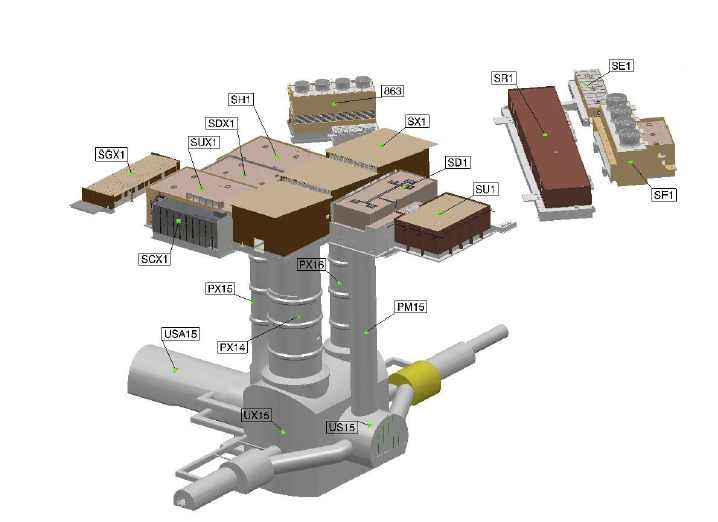 SE1
SR1
863
SH1
SX1
SDX1
SUX1
SGX1
SD1
SU1
SF1
SCX1
PX16
PX15
PM15
USA15
PX14
UX15
US15